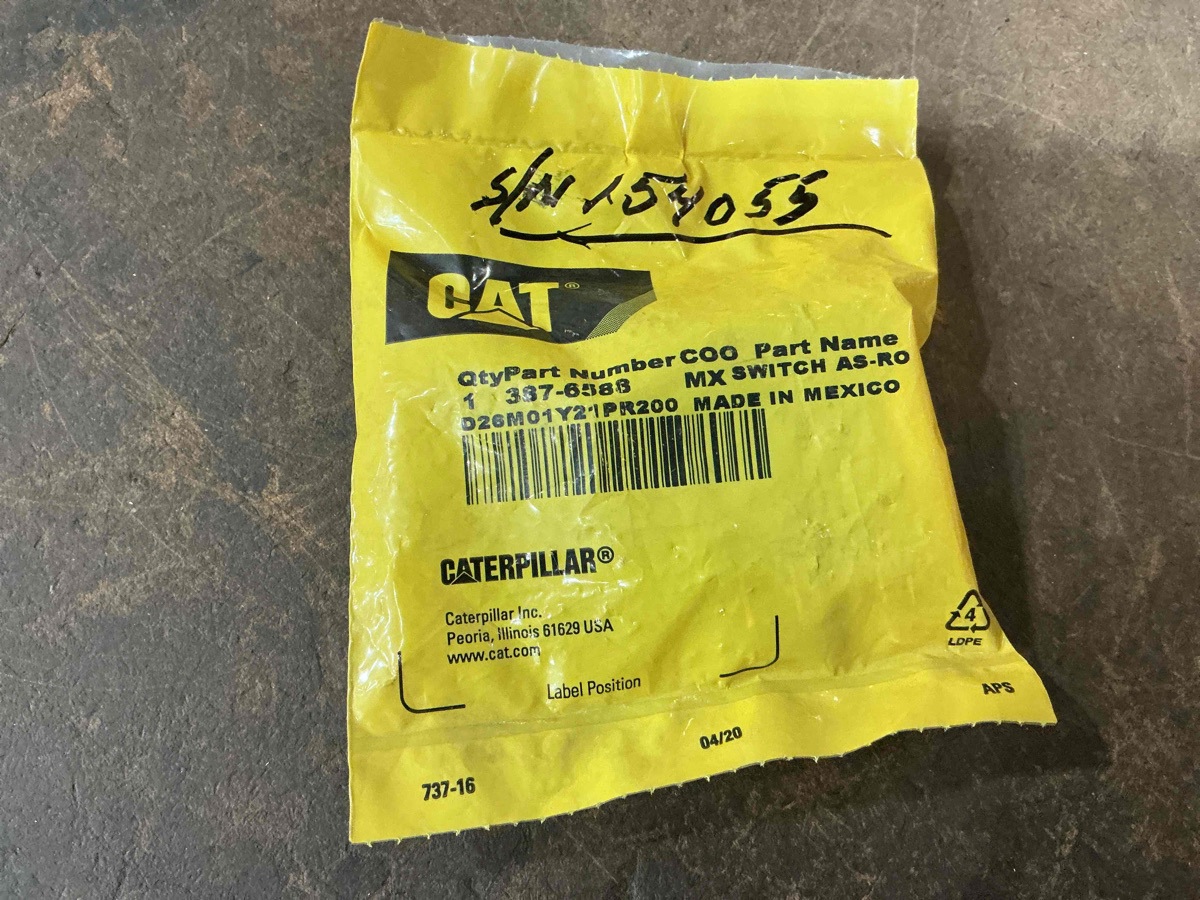 S/N 154055
CAT®
Qty Part Number COO Part Name
1 387-6588 MX SWITCH AS-RO
D26M01Y21PR200 MADE IN MEXICO
CATERPILLAR®
Caterpillar Inc.
Peoria, Illinois 61629 USA
www.cat.com
Label Position
4
LDPE
APS
04/20
737-16